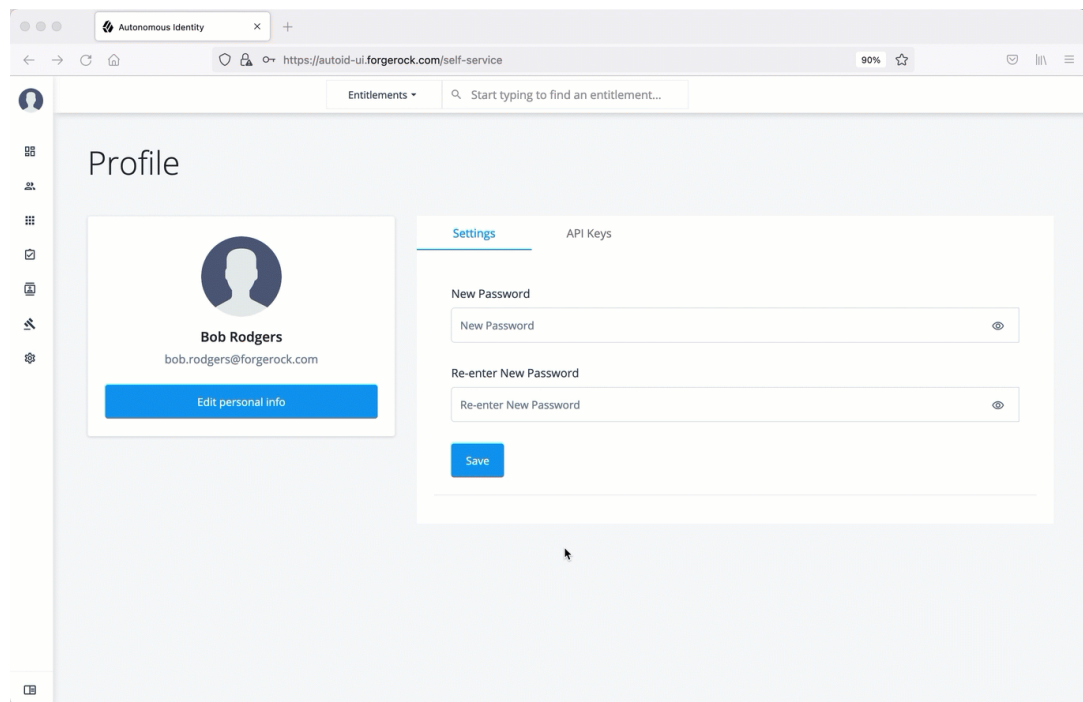 Autonomous Identity
https://autoid-ui.forgerock.com/self-service
90%
Entitlements
Start typing to find an entitlement...
Profile
Settings API Keys
Bob Rodgers
bob.rodgers@forgerock.com
Edit personal info
New Password
New Password
Re-enter New Password
Re-enter New Password
Save